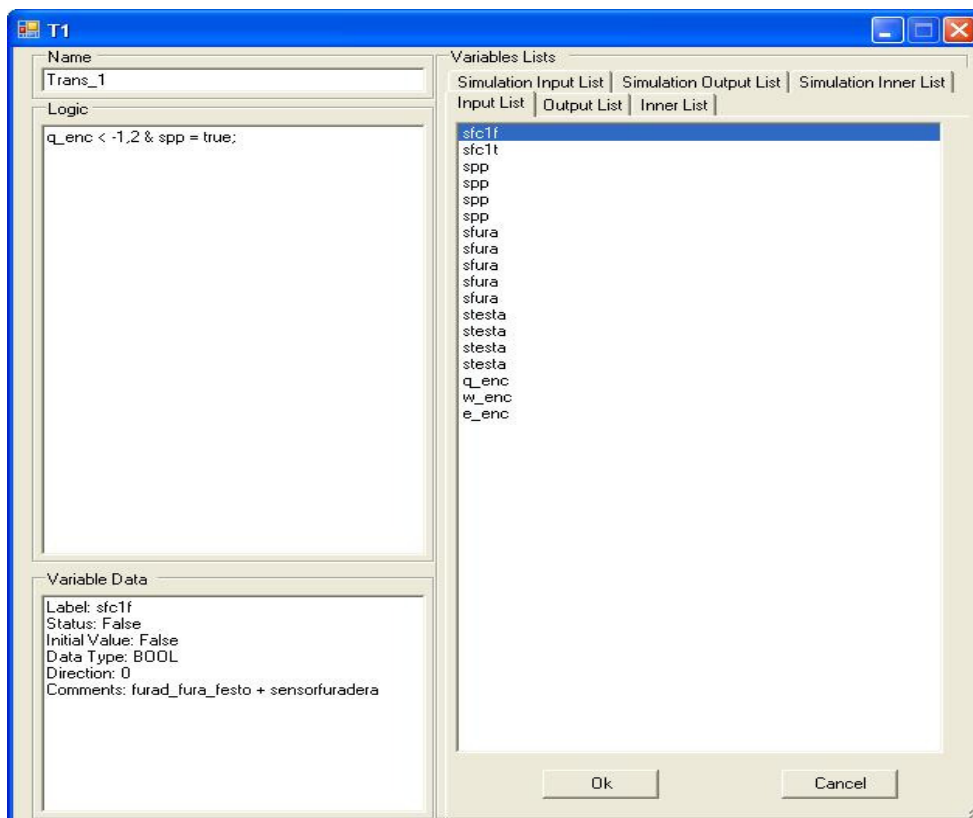 T1
Name
Trans_1
Logic
q_enc < -1,2 & spp = true;
Variable Data
Label: sfc1f
Status: False
Initial Value: False
Data Type: BOOL
Direction: 0
Comments: furad_fura_festo + sensorfuradera
Variables Lists
Simulation Input List Simulation Output List Simulation Inner List
Input List Output List Inner List
sfc1f
sfc1t
spp
spp
spp
spp
sfura
sfura
sfura
sfura
sfura
stesta
stesta
stesta
stesta
q_enc
w_enc
e_enc
Ok Cancel